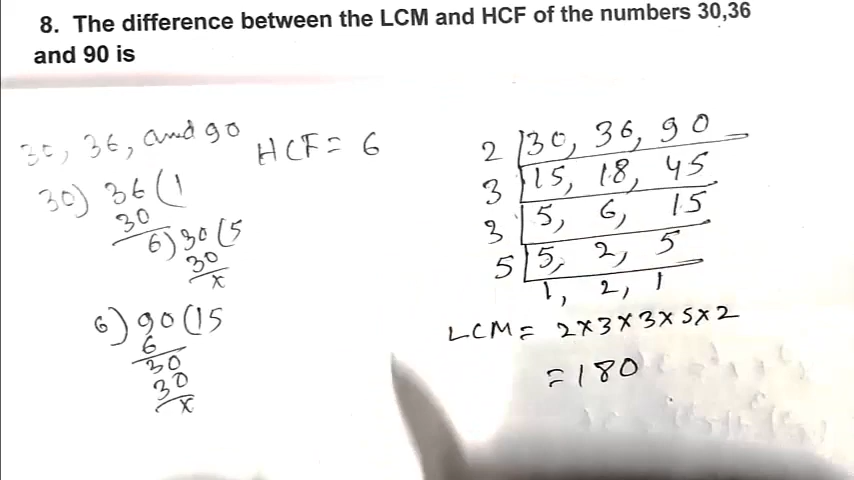 8. The difference between the LCM and HCF of the numbers 30,36
and 90 is
30, 36, and 90
HCF = 6
30) 36 (1
30
6) 30 (5
30
x
6) 90 (15
6
30
30
x
2 | 30, 36, 90
3 | 15, 18, 45
3 | 5, 6, 15
5 | 5, 2, 5
1, 2, 1
LCM = 2×3×3×5×2
= 180